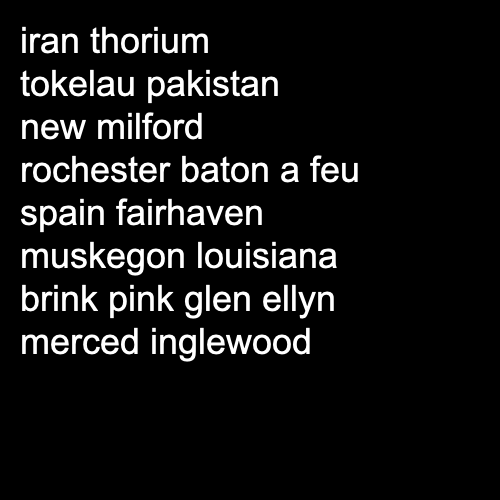 iran thorium
tokelau pakistan
new milford
rochester baton a feu
spain fairhaven
muskegon louisiana
brink pink glen ellyn
merced inglewood